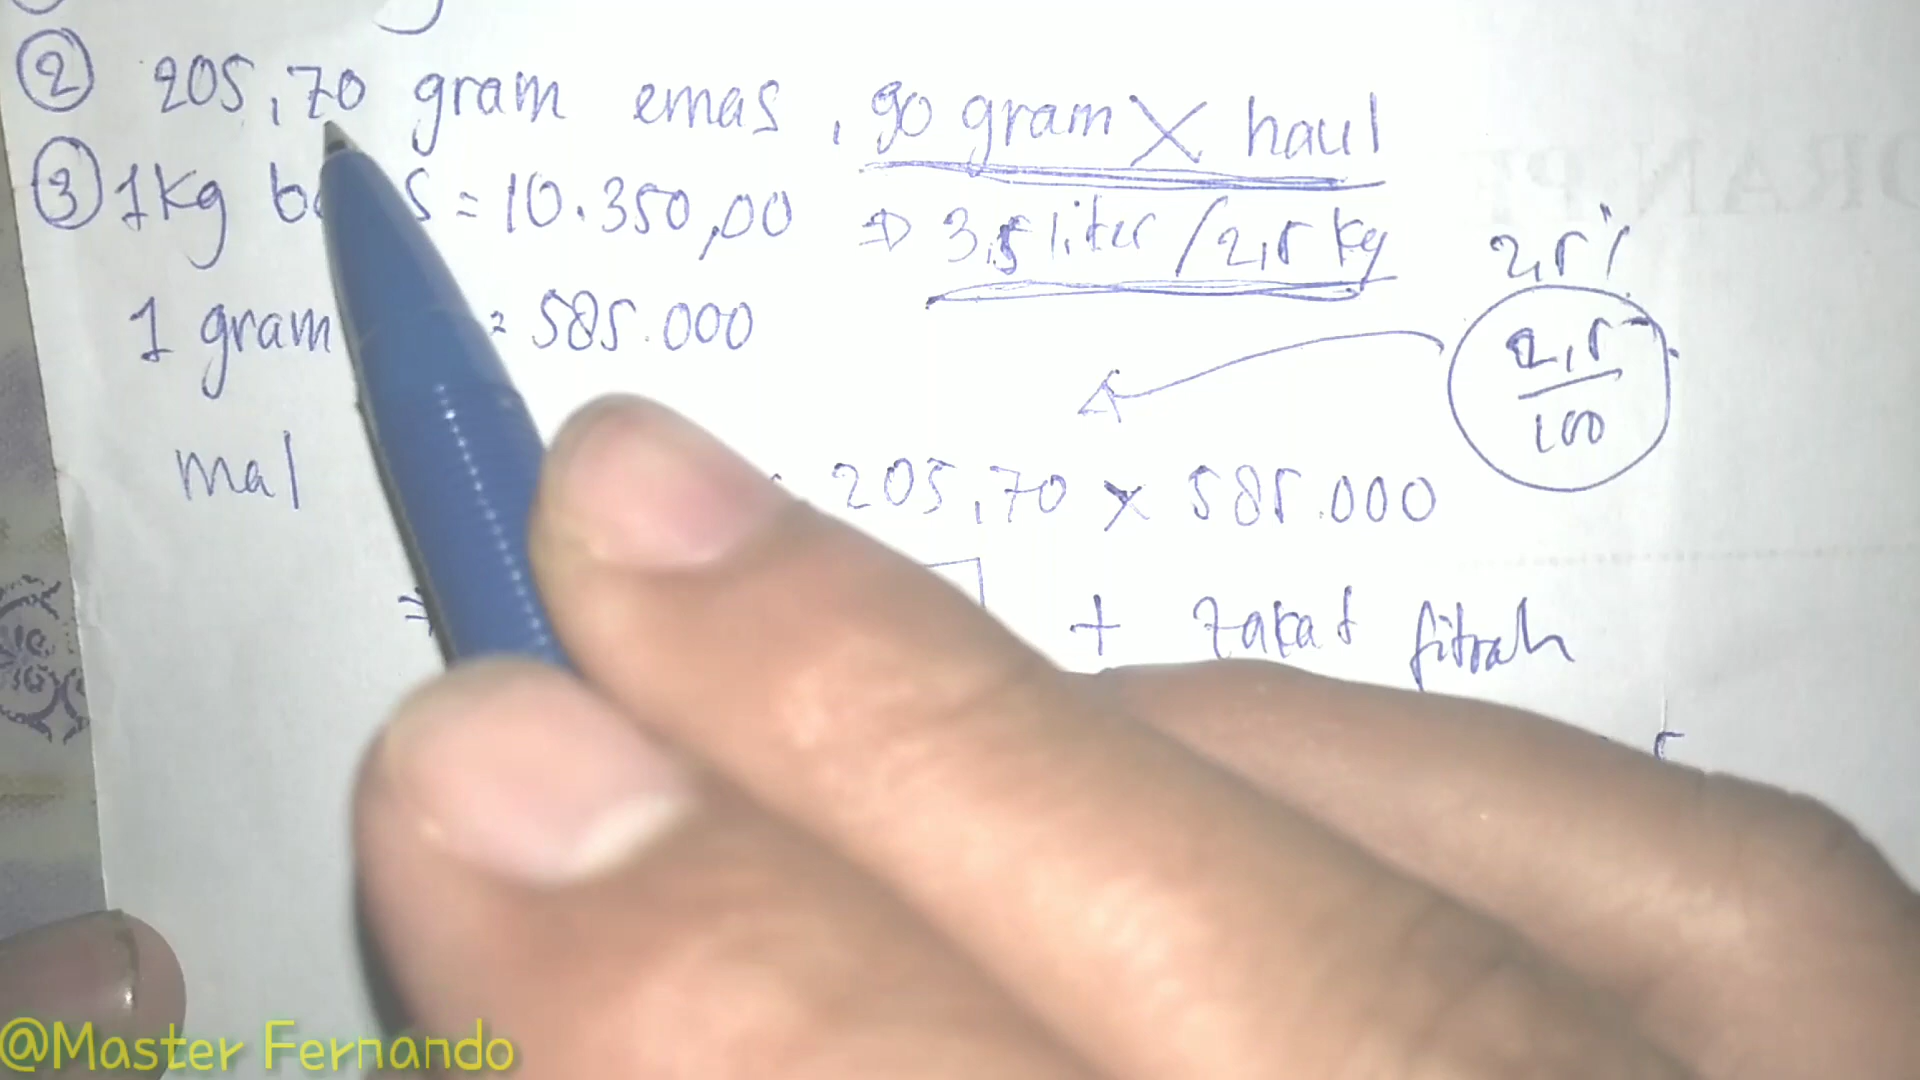 ② 205,70 gram emas, 90 gram X haul
③ 1 kg = 10.350,00 ⇒ 3,5 liter / 2,5 kg
2,5 %
1 gram = 585.000
2,5
100
mal 205,70 x 585.000
+ zakat fitrah
@Master Fernando